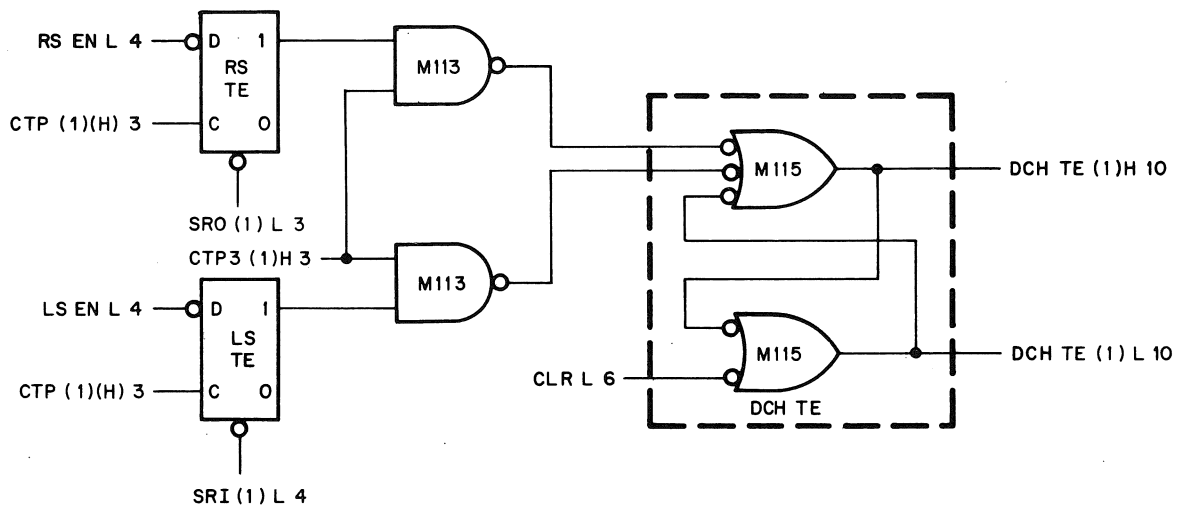 RS EN L 4
D 1
RS
TE
CTP (1)(H) 3
C 0
SRO (1) L 3
M113
CTP3 (1)H 3
LS EN L 4
D 1
LS
TE
CTP (1)(H) 3
C 0
SRI (1) L 4
M113
M115
DCH TE (1)H 10
M115
CLR L 6
DCH TE
DCH TE (1) L 10